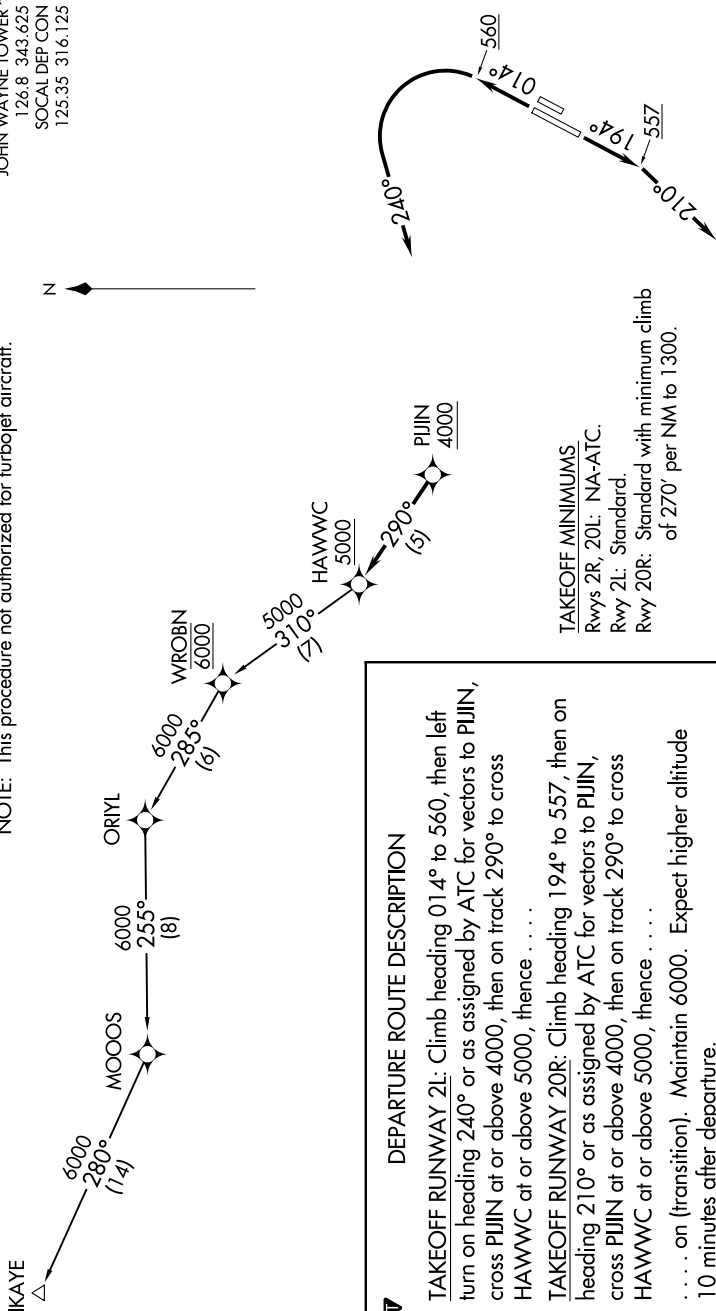 JOHN WAYNE TOWER*
126.8 343.625
SOCAL DEP CON
125.35 316.125
NOTE: This procedure not authorized for turbojet aircraft.
N
560
014°
240°
194°
557
210°
PIJIN
4000
290°
(5)
HAWWC
5000
5000
310°
(7)
WROBN
6000
6000
285°
(6)
ORIYL
6000
255°
(8)
MOOOS
6000
280°
(14)
IKAYE
TAKEOFF MINIMUMS
Rwys 2R, 20L: NA-ATC.
Rwy 2L: Standard.
Rwy 20R: Standard with minimum climb
of 270' per NM to 1300.
DEPARTURE ROUTE DESCRIPTION
TAKEOFF RUNWAY 2L: Climb heading 014° to 560, then left
turn on heading 240° or as assigned by ATC for vectors to PIJIN,
cross PIJIN at or above 4000, then on track 290° to cross
HAWWC at or above 5000, thence . . . .
TAKEOFF RUNWAY 20R: Climb heading 194° to 557, then on
heading 210° or as assigned by ATC for vectors to PIJIN,
cross PIJIN at or above 4000, then on track 290° to cross
HAWWC at or above 5000, thence . . . .
. . . . on (transition). Maintain 6000. Expect higher altitude
10 minutes after departure.